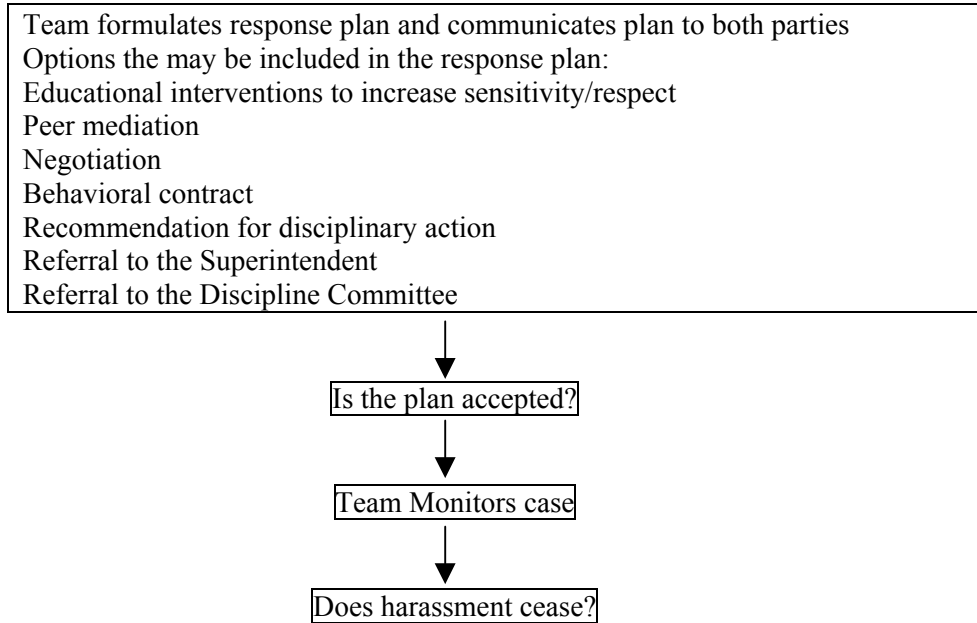 Team formulates response plan and communicates plan to both parties
Options the may be included in the response plan:
Educational interventions to increase sensitivity/respect
Peer mediation
Negotiation
Behavioral contract
Recommendation for disciplinary action
Referral to the Superintendent
Referral to the Discipline Committee
Is the plan accepted?
Team Monitors case
Does harassment cease?